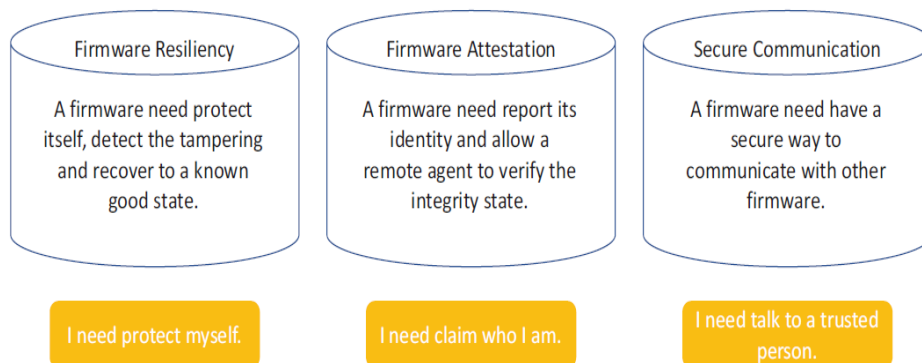 Firmware Resiliency
A firmware need protect
itself, detect the tampering
and recover to a known
good state.
I need protect myself.
Firmware Attestation
A firmware need report its
identity and allow a
remote agent to verify the
integrity state.
I need claim who I am.
Secure Communication
A firmware need have a
secure way to
communicate with other
firmware.
I need talk to a trusted
person.